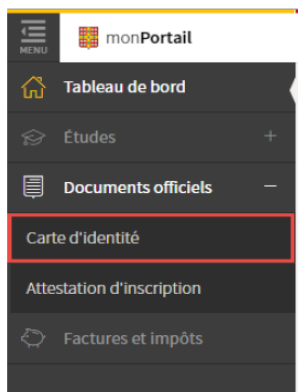 MENU
monPortail
Tableau de bord
Études +
Documents officiels −
Carte d'identité
Attestation d'inscription
Factures et impôts